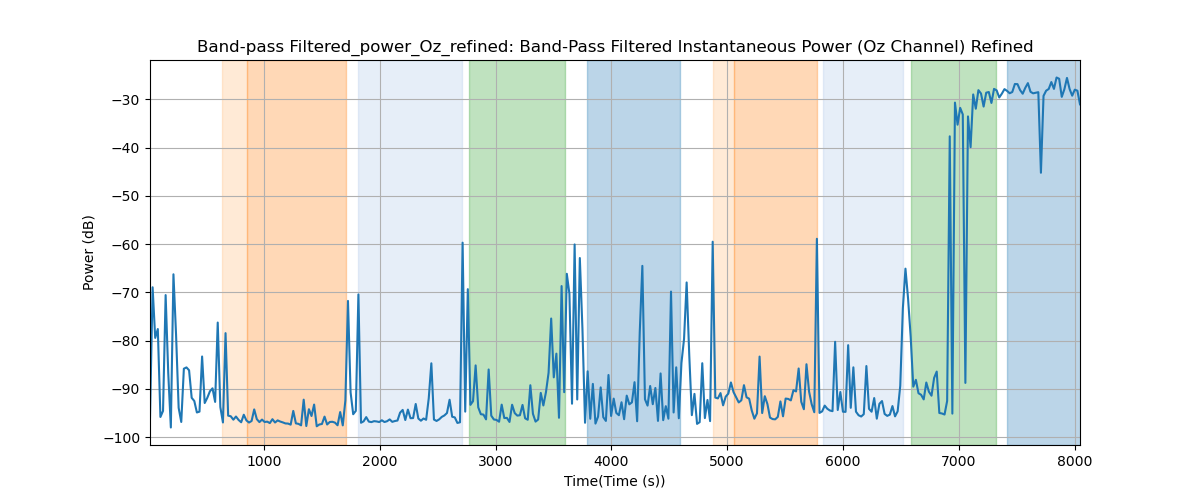 Band-pass Filtered_power_Oz_refined: Band-Pass Filtered Instantaneous Power (Oz Channel) Refined
Power (dB)
−30
−40
−50
−60
−70
−80
−90
−100
1000 2000 3000 4000 5000 6000 7000 8000
Time(Time (s))